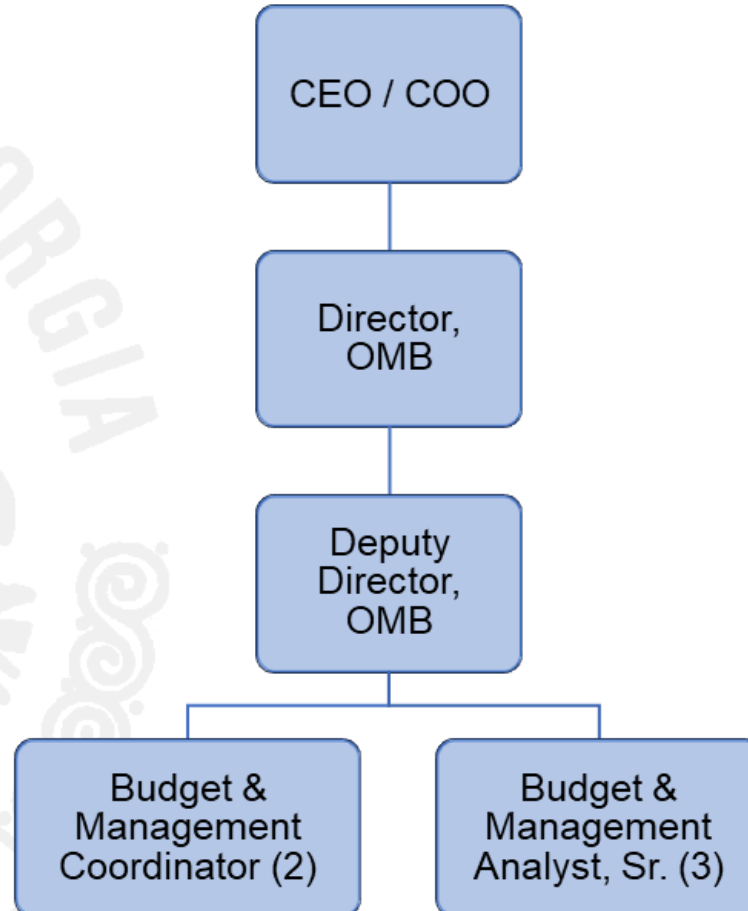 CEO / COO
Director,
OMB
Deputy
Director,
OMB
Budget &
Management
Coordinator (2)
Budget &
Management
Analyst, Sr. (3)